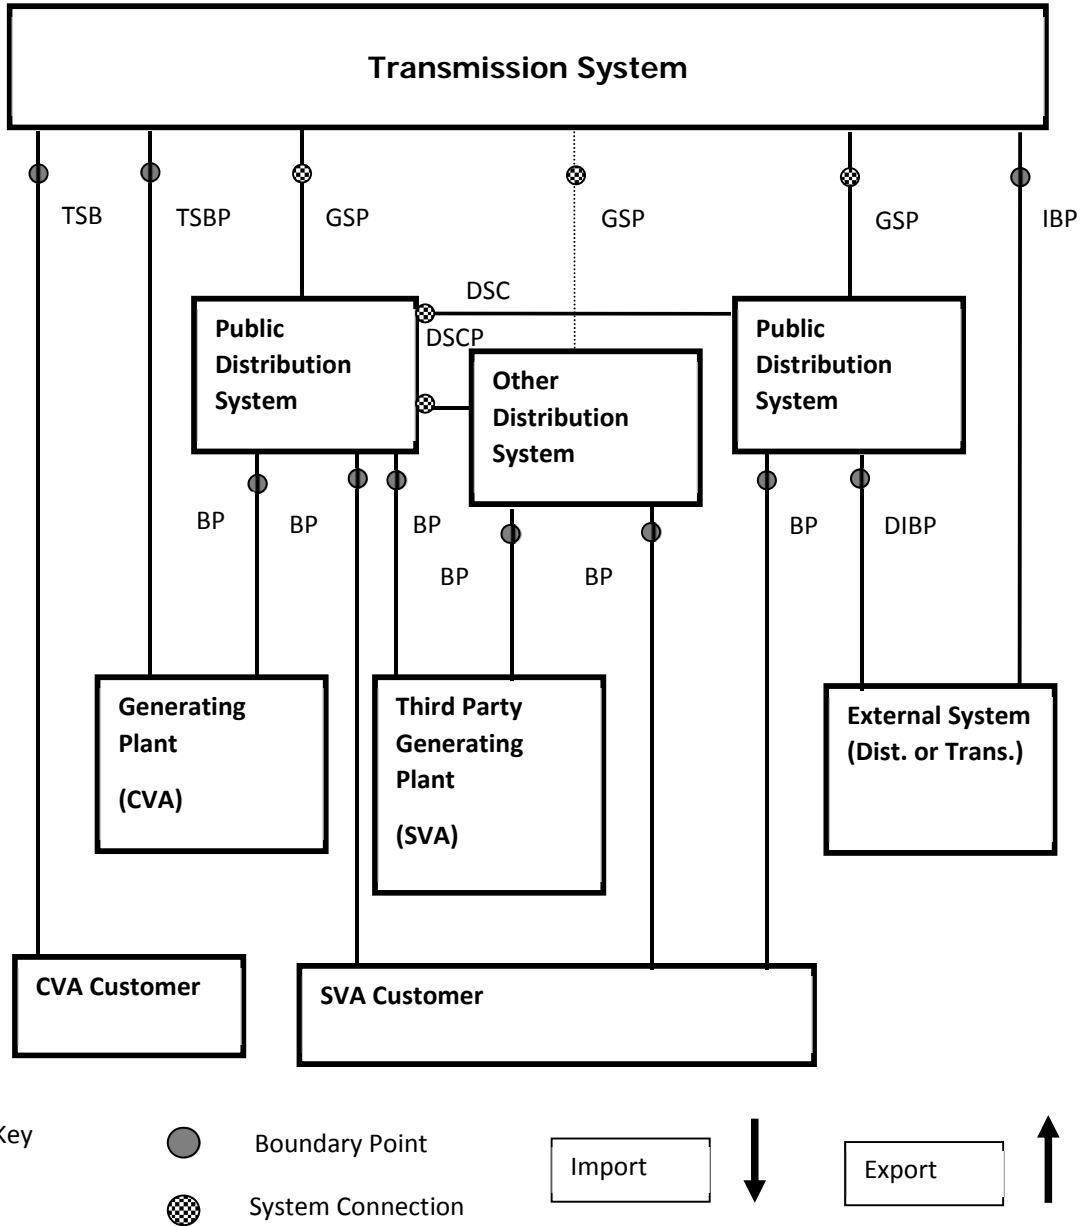 Transmission System
TSB
TSBP
GSP
GSP
GSP
IBP
DSC
DSCP
Public
Distribution
System
Other
Distribution
System
Public
Distribution
System
BP
BP
BP
BP
BP
BP
DIBP
Generating
Plant
(CVA)
Third Party
Generating
Plant
(SVA)
External System
(Dist. or Trans.)
CVA Customer
SVA Customer
Key
Boundary Point
System Connection
Import
Export